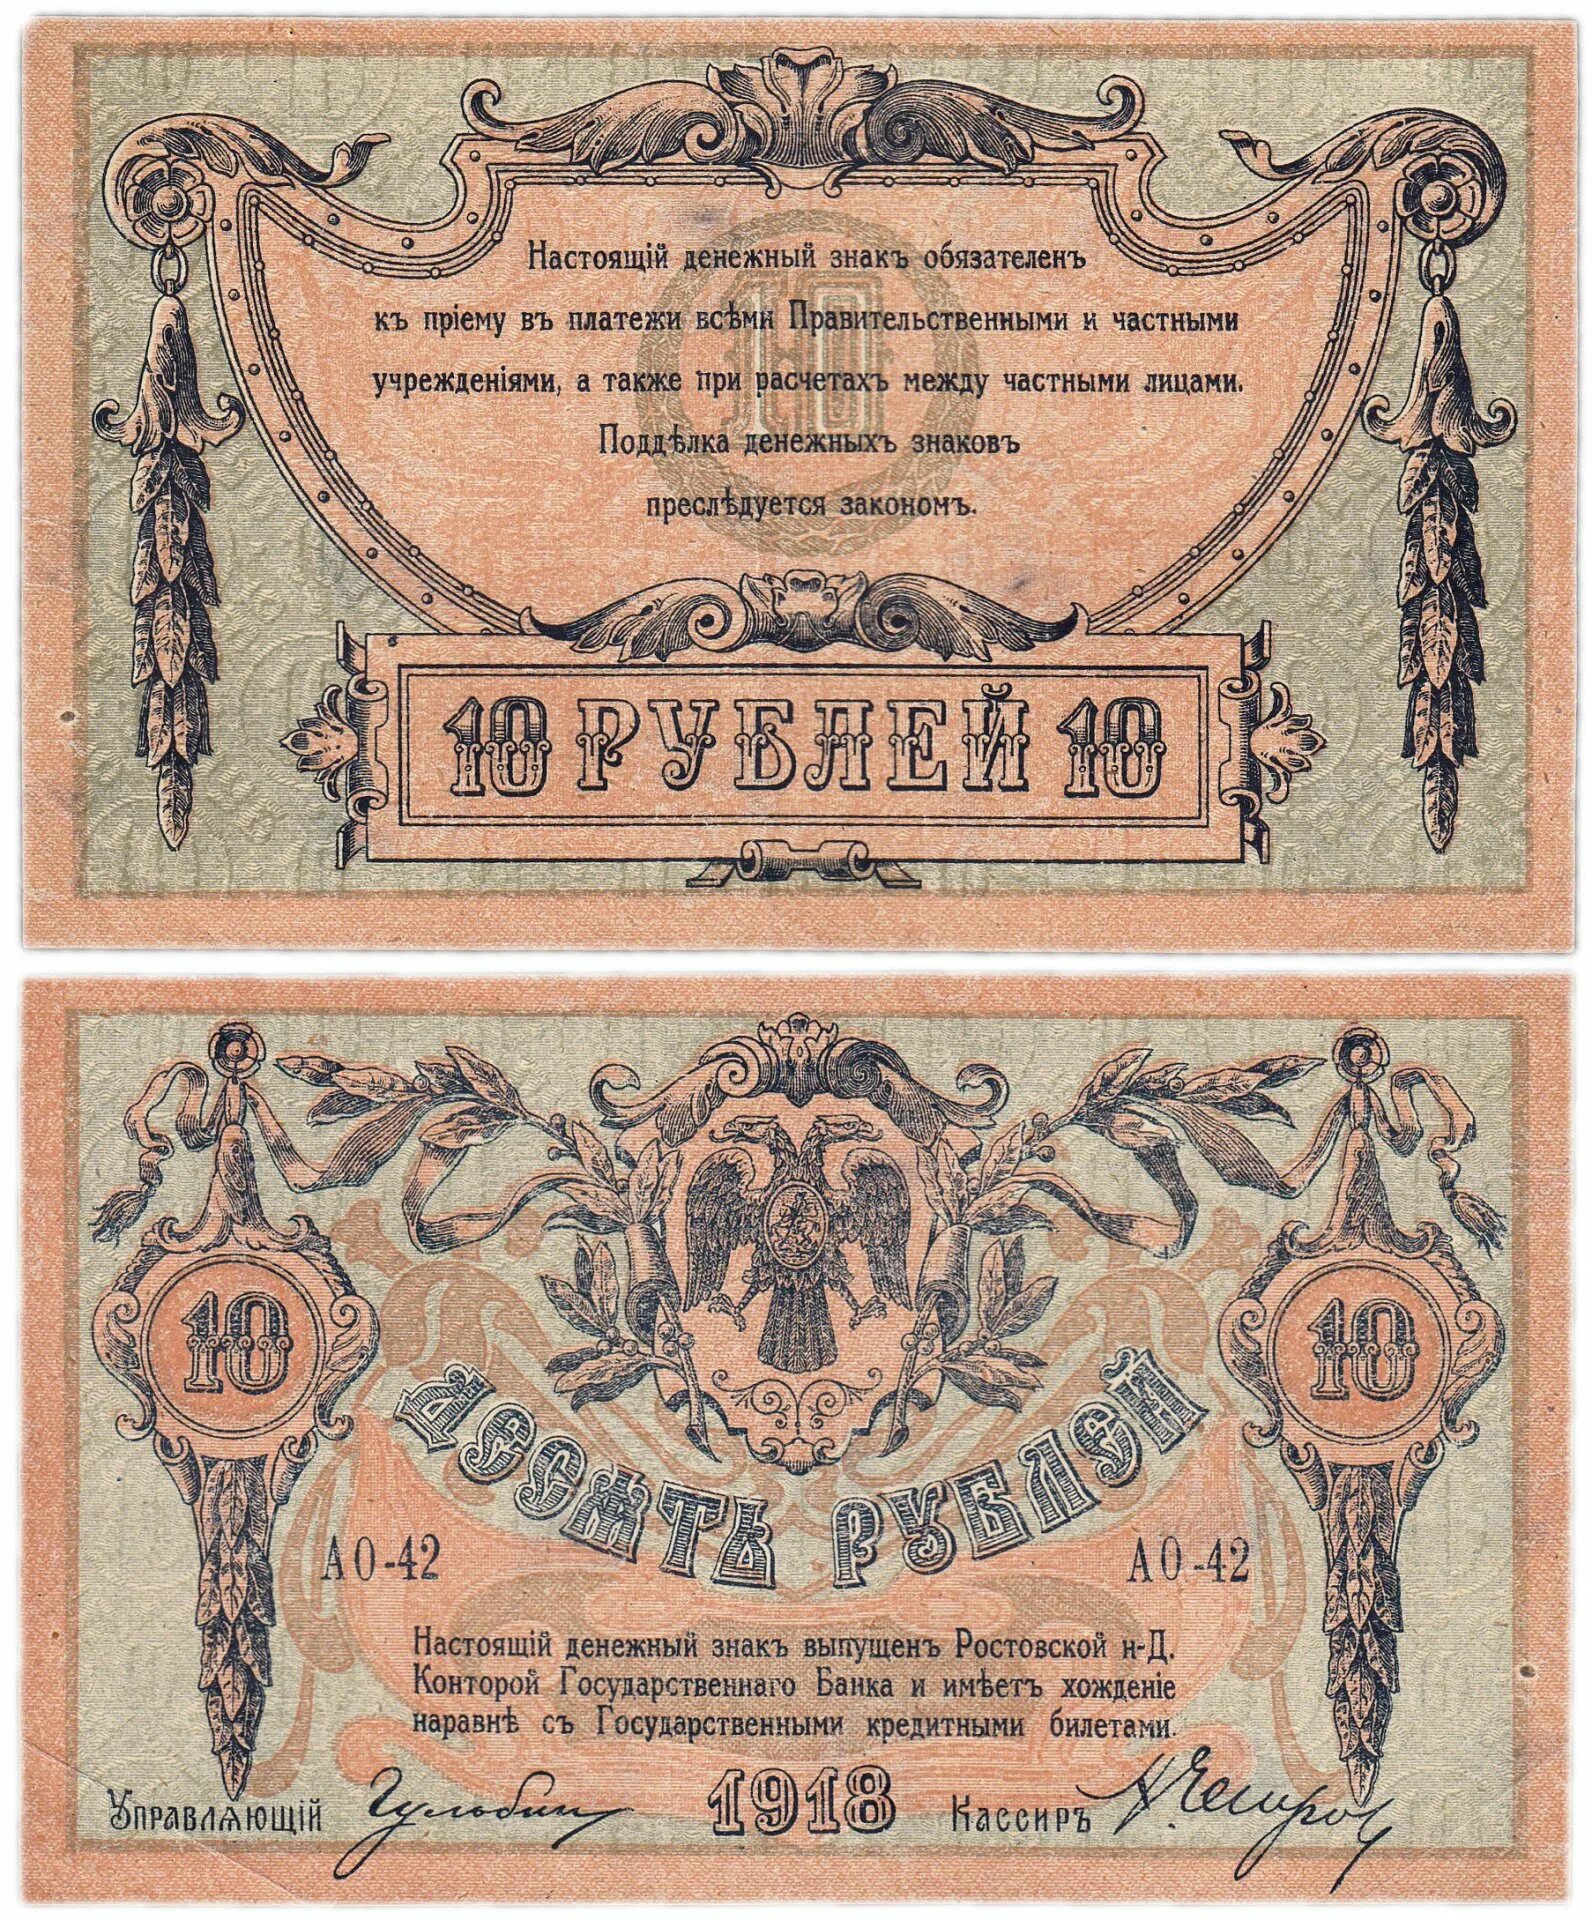 Настоящій денежный знакъ обязателенъ
къ пріему въ платежи всѣми Правительственными и частными
учрежденіями, а также при расчетахъ между частными лицами.
Поддѣлка денежныхъ знаковъ
преслѣдуется закономъ.
10 РУБЛЕЙ 10
10
10 10
ДЕСЯТЬ РУБЛЕЙ
АО-42 АО-42
Настоящій денежный знакъ выпущенъ Ростовской н-Д.
Конторой Государственнаго Банка и имѣетъ хожденіе
наравнѣ съ Государственными кредитными билетами.
Управляющій Гульбин 1918 Кассиръ